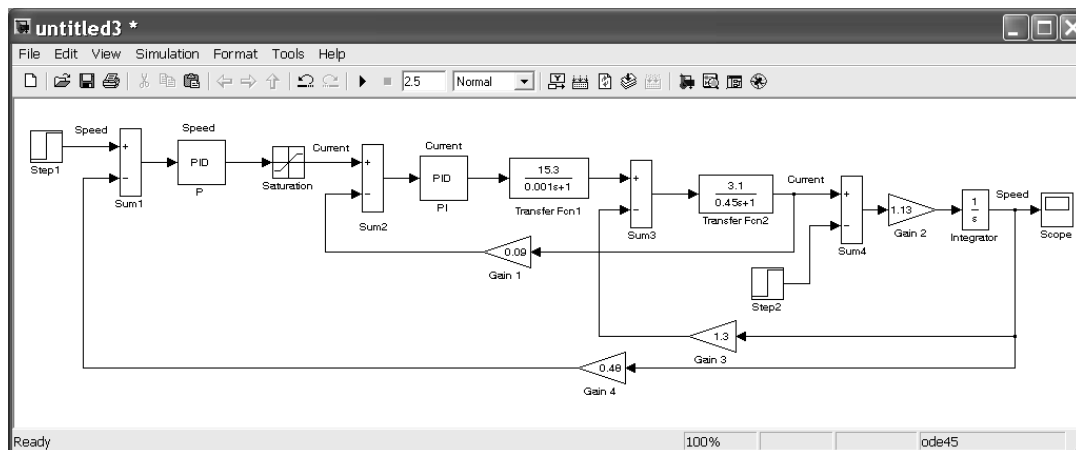 untitled3 *
File Edit View Simulation Format Tools Help
2.5 Normal
Speed
Step1
+
−
Sum1
Speed
PID
P
Saturation
Current
+
−
Sum2
Current
PID
PI
15.3
0.001s+1
Transfer Fcn1
+
−
Sum3
3.1
0.45s+1
Transfer Fcn2
Current
+
−
Sum4
1.13
Gain 2
1
s
Integrator
Speed
Scope
0.09
Gain 1
Step2
1.3
Gain 3
0.48
Gain 4
Ready 100% ode45